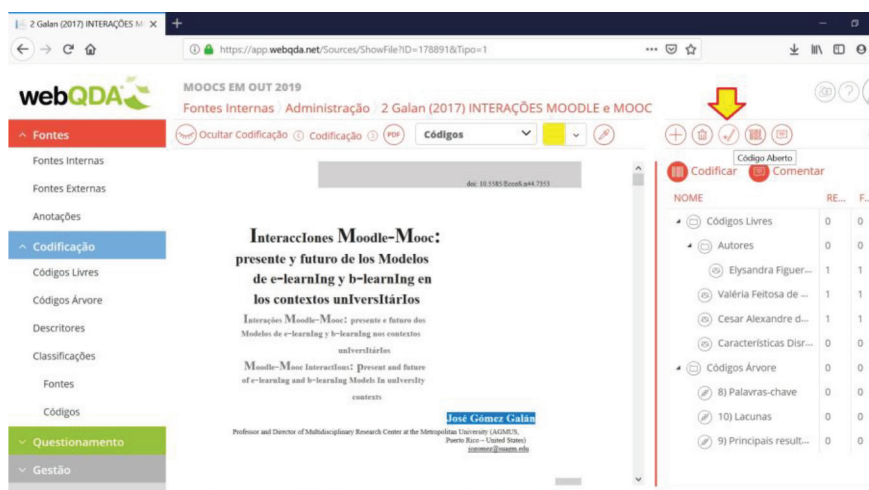 2 Galan (2017) INTERAÇÕES M
https://app.webqda.net/Sources/ShowFile?ID=178891&Tipo=1
webQDA
MOOCS EM OUT 2019
Fontes Internas Administração 2 Galan (2017) INTERAÇÕES MOODLE e MOOC
Fontes
Fontes Internas
Fontes Externas
Anotações
Codificação
Códigos Livres
Códigos Árvore
Descritores
Classificações
Fontes
Códigos
Questionamento
Gestão
Ocultar Codificação Codificação PDF Códigos
doi: 10.5585/EccoS.n44.7353
InteraccIones Moodle-Mooc:
presente y futuro de los Modelos
de e-learnIng y b-learnIng en
los contextos unIversItárIos
Interações Moodle-Mooc: presente e futuro dos
Modelos de e-learnIng y b-learnIng nos contextos
unIversItárIos
Moodle-Mooc InteractIons: Present and future
of e-learnIng and b-learnIng Models In unIversIty
contexts
José Gómez Galán
Professor and Director of Multidisciplinary Research Center at the Metropolitan University (AGMUS,
Puerto Rico – United States)
Código Aberto
Codificar Comentar
NOME RE... F...
Códigos Livres 0 0
Autores 0 0
Elysandra Figuer... 1 1
Valéria Feitosa de ... 1 1
Cesar Alexandre d... 1 1
Características Disr... 0 0
Códigos Árvore 0 0
8) Palavras-chave 0 0
10) Lacunas 0 0
9) Principais result... 0 0